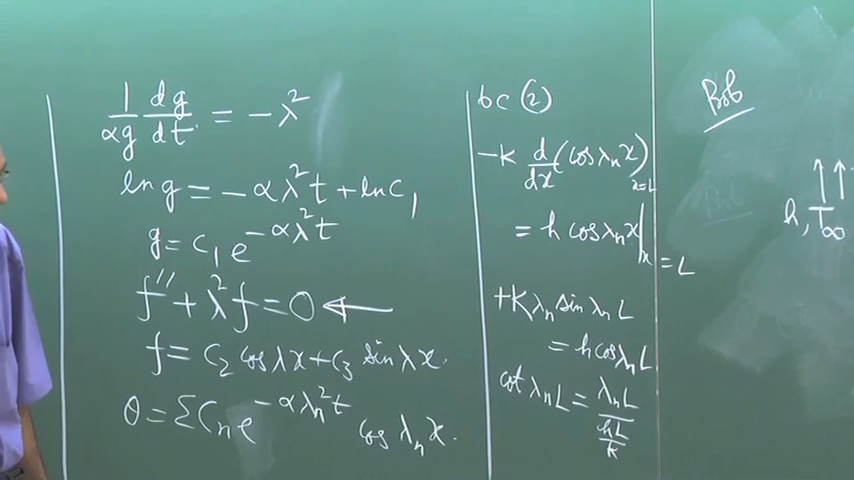 1/(αg) dg/dt = −λ²
ln g = −αλ²t + ln C₁
g = C₁ e^(−αλ²t)
f'' + λ²f = 0 ←
f = C₂ cos λx + C₃ sin λx.
θ = Σ Cₙ e^(−αλₙ²t) cos λₙx.
bc (2)
−K d/dx (cos λₙx)|x=L
= h cos λₙx|x=L
+K λₙ sin λₙL
= h cos λₙL
cot λₙL = λₙL/(hL/k)
Bob
h, T∞